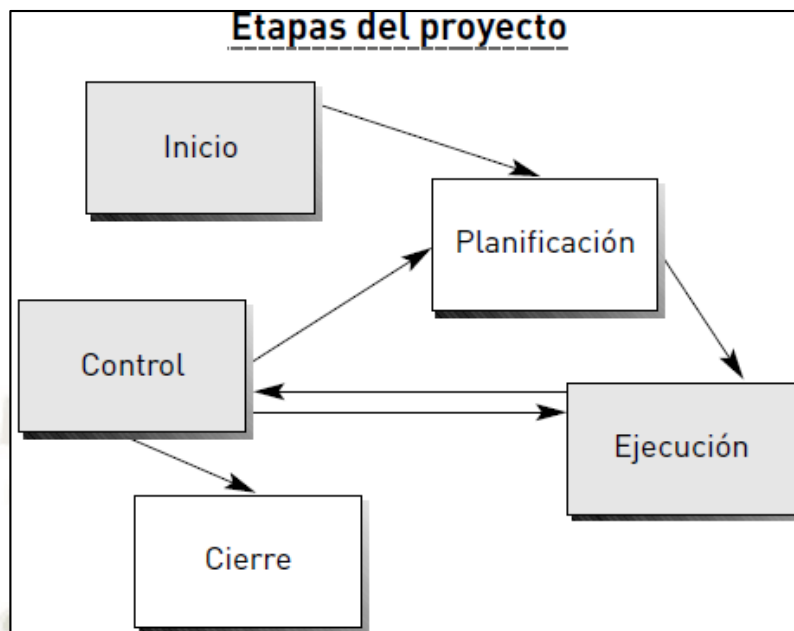 Etapas del proyecto
Inicio
Planificación
Control
Ejecución
Cierre